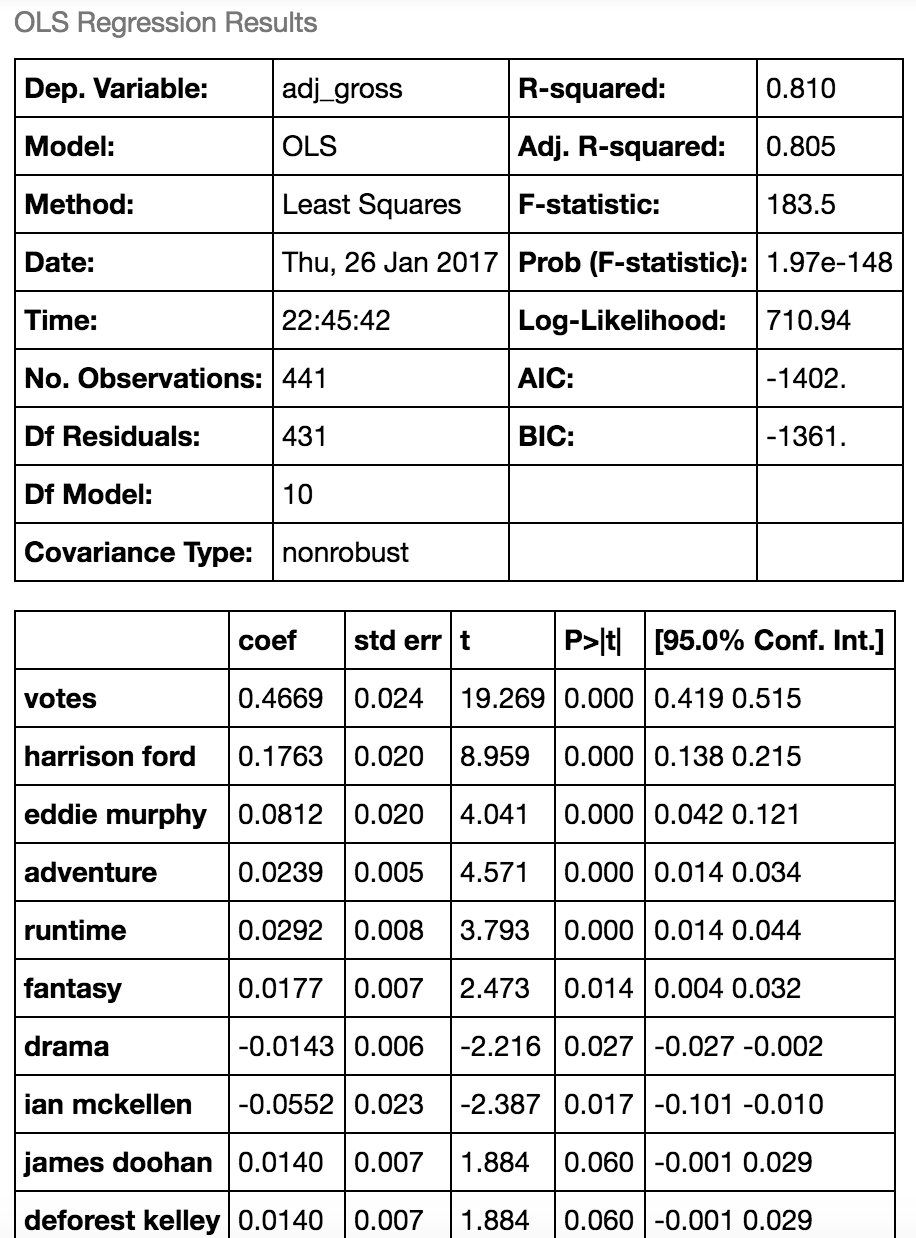 OLS Regression Results
Dep. Variable: adj_gross R-squared: 0.810
Model: OLS Adj. R-squared: 0.805
Method: Least Squares F-statistic: 183.5
Date: Thu, 26 Jan 2017 Prob (F-statistic): 1.97e-148
Time: 22:45:42 Log-Likelihood: 710.94
No. Observations: 441 AIC: -1402.
Df Residuals: 431 BIC: -1361.
Df Model: 10
Covariance Type: nonrobust
coef std err t P>|t| [95.0% Conf. Int.]
votes 0.4669 0.024 19.269 0.000 0.419 0.515
harrison ford 0.1763 0.020 8.959 0.000 0.138 0.215
eddie murphy 0.0812 0.020 4.041 0.000 0.042 0.121
adventure 0.0239 0.005 4.571 0.000 0.014 0.034
runtime 0.0292 0.008 3.793 0.000 0.014 0.044
fantasy 0.0177 0.007 2.473 0.014 0.004 0.032
drama -0.0143 0.006 -2.216 0.027 -0.027 -0.002
ian mckellen -0.0552 0.023 -2.387 0.017 -0.101 -0.010
james doohan 0.0140 0.007 1.884 0.060 -0.001 0.029
deforest kelley 0.0140 0.007 1.884 0.060 -0.001 0.029